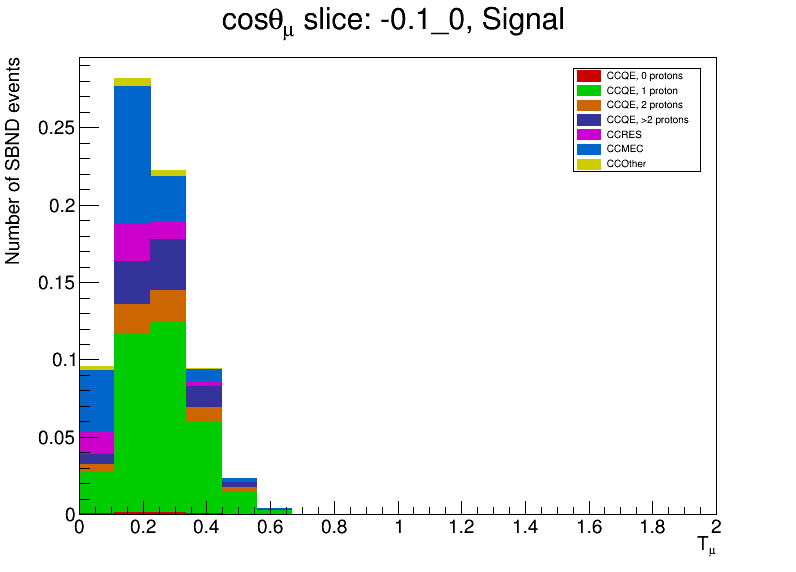 cosθμ slice: -0.1_0, Signal
Number of SBND events
CCQE, 0 protons
CCQE, 1 proton
CCQE, 2 protons
CCQE, >2 protons
CCRES
CCMEC
CCOther
0.25
0.2
0.15
0.1
0.05
0
0 0.2 0.4 0.6 0.8 1 1.2 1.4 1.6 1.8 2
Tμ